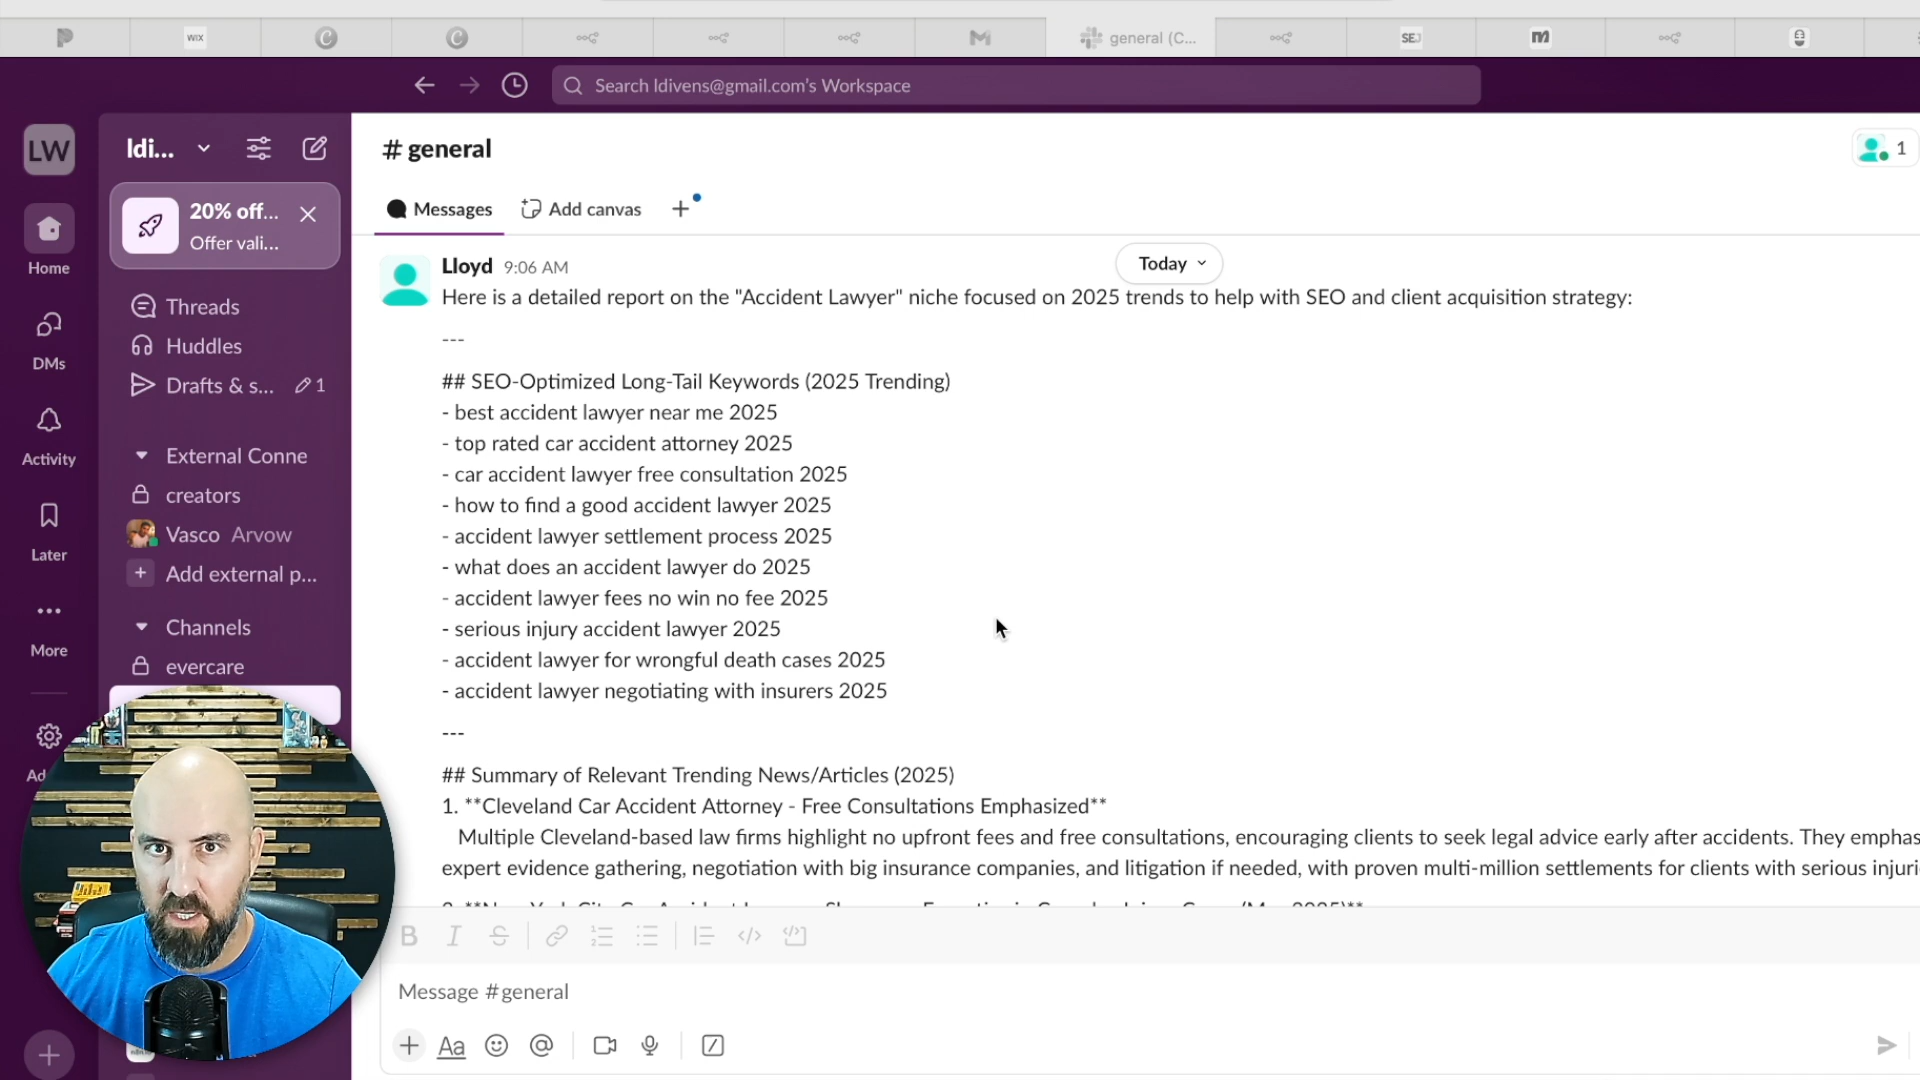 WIX
general (C...
SEJ
Search ldivens@gmail.com's Workspace
LW
ldi...
# general
1
20% off...
Offer vali...
Messages
Add canvas
Home
Lloyd 9:06 AM
Today
Here is a detailed report on the "Accident Lawyer" niche focused on 2025 trends to help with SEO and client acquisition strategy:
Threads
---
Huddles
DMs
Drafts & s...
1
## SEO-Optimized Long-Tail Keywords (2025 Trending)
- best accident lawyer near me 2025
- top rated car accident attorney 2025
Activity
External Conne
- car accident lawyer free consultation 2025
creators
- how to find a good accident lawyer 2025
Vasco Arvow
- accident lawyer settlement process 2025
Later
Add external p...
- what does an accident lawyer do 2025
- accident lawyer fees no win no fee 2025
Channels
- serious injury accident lawyer 2025
More
evercare
- accident lawyer for wrongful death cases 2025
- accident lawyer negotiating with insurers 2025
---
## Summary of Relevant Trending News/Articles (2025)
1. **Cleveland Car Accident Attorney - Free Consultations Emphasized**
Multiple Cleveland-based law firms highlight no upfront fees and free consultations, encouraging clients to seek legal advice early after accidents. They emphas
expert evidence gathering, negotiation with big insurance companies, and litigation if needed, with proven multi-million settlements for clients with serious injuri
Message #general
Aa